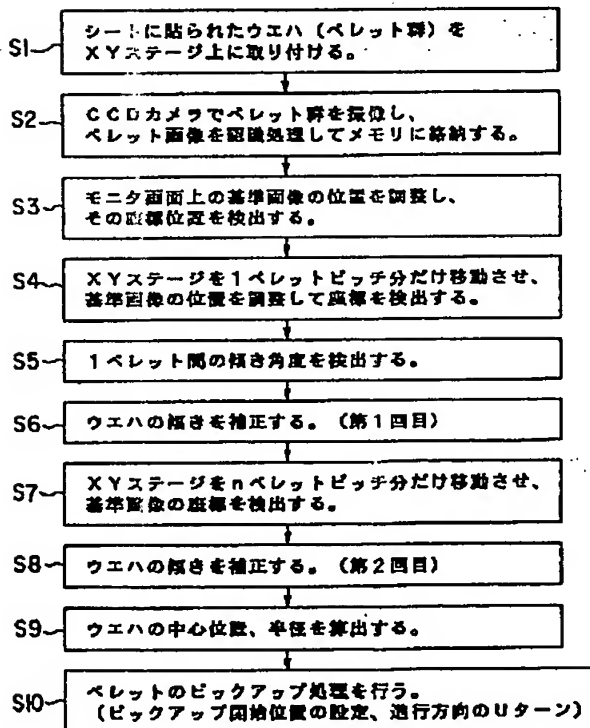 S1 シートに貼られたウエハ（ペレット群）を
XYステージ上に取り付ける。
S2 CCDカメラでペレット群を撮像し、
ペレット画像を認識処理してメモリに格納する。
S3 モニタ画面上の基準画像の位置を調整し、
その座標位置を検出する。
S4 XYステージを1ペレットピッチ分だけ移動させ、
基準画像の位置を調整して座標を検出する。
S5 1ペレット間の傾き角度を検出する。
S6 ウエハの傾きを補正する。（第1回目）
S7 XYステージをnペレットピッチ分だけ移動させ、
基準画像の座標を検出する。
S8 ウエハの傾きを補正する。（第2回目）
S9 ウエハの中心位置、半径を算出する。
S10 ペレットのピックアップ処理を行う。
（ピックアップ開始位置の設定、進行方向のUターン）